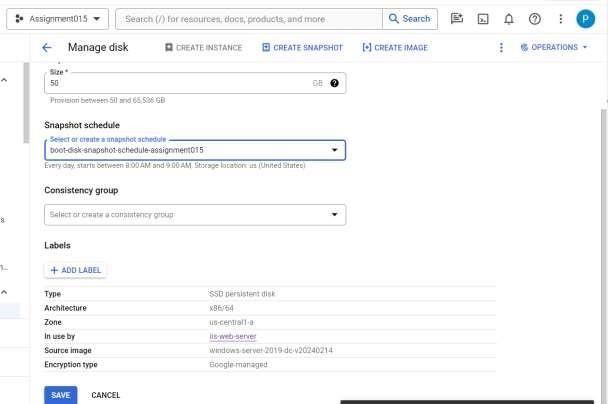 Assignment015
Search (/) for resources, docs, products, and more
Search
P
Manage disk
CREATE INSTANCE
CREATE SNAPSHOT
CREATE IMAGE
OPERATIONS
Size *
50
GB
Provision between 50 and 65,536 GB
Snapshot schedule
Select or create a snapshot schedule
boot-disk-snapshot-schedule-assignment015
Every day, starts between 8:00 AM and 9:00 AM. Storage location: us (United States)
Consistency group
Select or create a consistency group
Labels
+ ADD LABEL
Type SSD persistent disk
Architecture x86/64
Zone us-central1-a
In use by iis-web-server
Source image windows-server-2019-dc-v20240214
Encryption type Google-managed
SAVE CANCEL